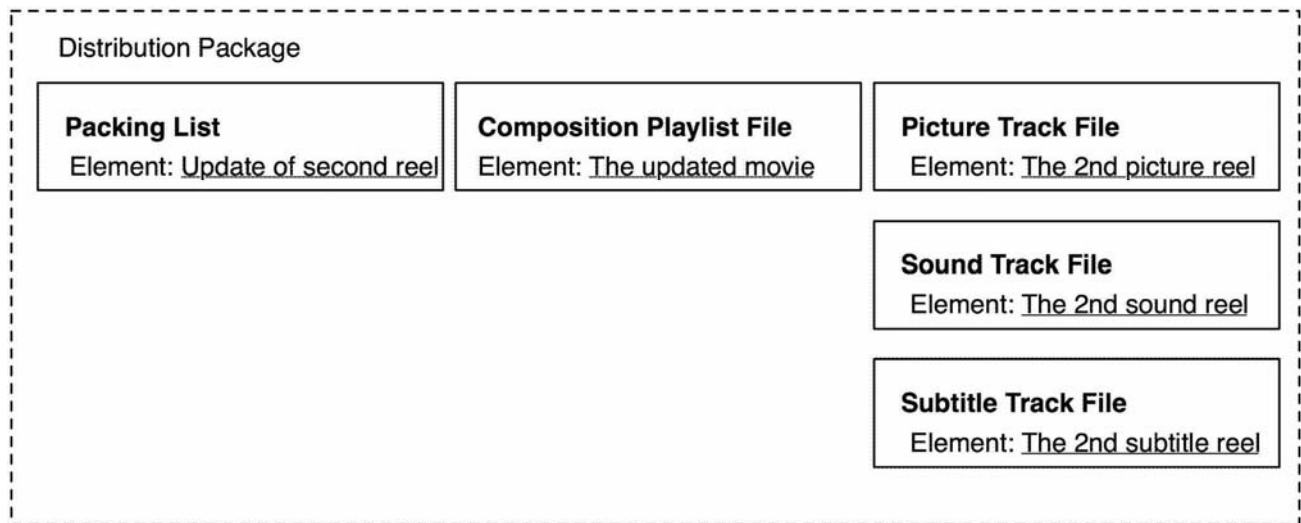 Distribution Package
Packing List
Element: Update of second reel
Composition Playlist File
Element: The updated movie
Picture Track File
Element: The 2nd picture reel
Sound Track File
Element: The 2nd sound reel
Subtitle Track File
Element: The 2nd subtitle reel